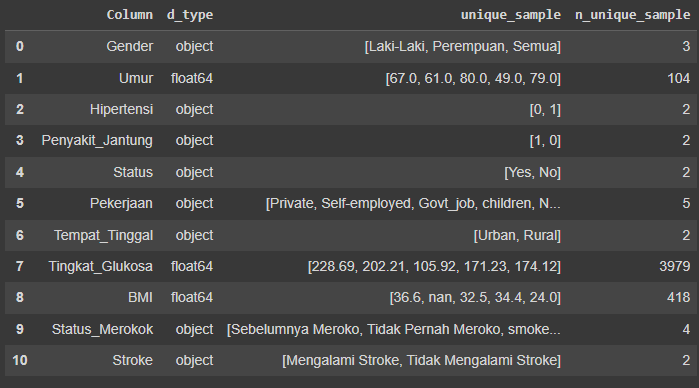 Column d_type unique_sample n_unique_sample
0 Gender object [Laki-Laki, Perempuan, Semua] 3
1 Umur float64 [67.0, 61.0, 80.0, 49.0, 79.0] 104
2 Hipertensi object [0, 1] 2
3 Penyakit_Jantung object [1, 0] 2
4 Status object [Yes, No] 2
5 Pekerjaan object [Private, Self-employed, Govt_job, children, N... 5
6 Tempat_Tinggal object [Urban, Rural] 2
7 Tingkat_Glukosa float64 [228.69, 202.21, 105.92, 171.23, 174.12] 3979
8 BMI float64 [36.6, nan, 32.5, 34.4, 24.0] 418
9 Status_Merokok object [Sebelumnya Meroko, Tidak Pernah Meroko, smoke... 4
10 Stroke object [Mengalami Stroke, Tidak Mengalami Stroke] 2